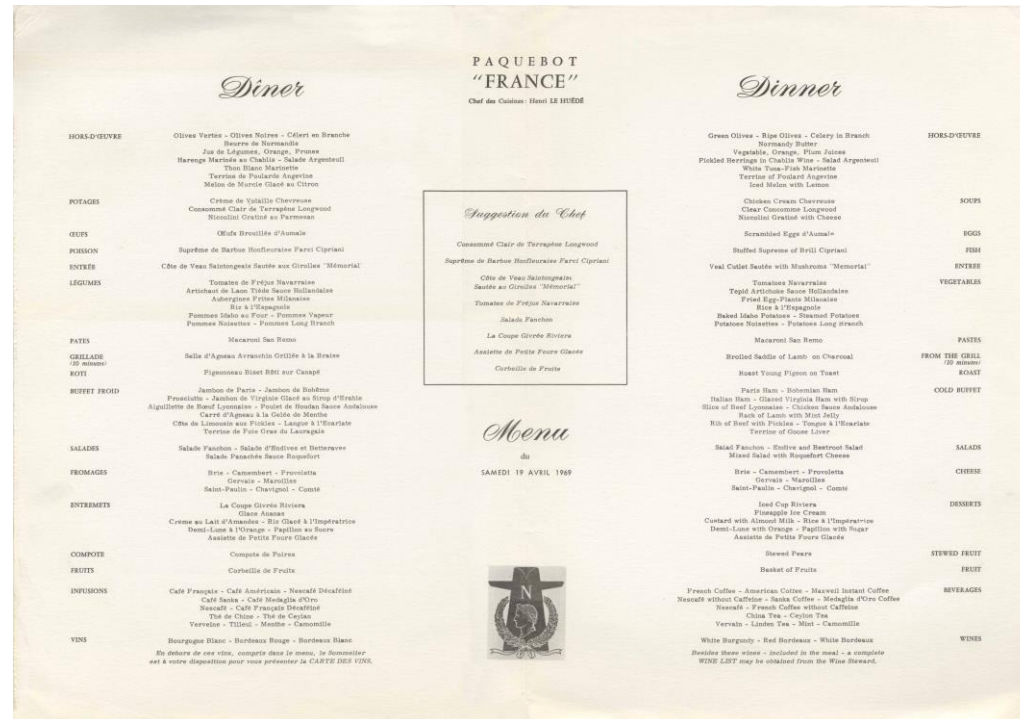 PAQUEBOT
"FRANCE"
Chef des Cuisines: Henri LE HUÉDÉ
Dîner
HORS-D'ŒUVRE
Olives Vertes - Olives Noires - Céleri en Branche
Beurre de Normandie
Jus de Légumes, Orange, Prunes
Harengs Marinés au Chablis - Salade Argenteuil
Thon Blanc Marinette
Terrine de Poularde Angevine
Melon de Murcie Glacé au Citron
POTAGES
Crème de Volaille Chevreuse
Consommé Clair de Terrapène Longwood
Niccolini Gratiné au Parmesan
ŒUFS
Œufs Brouillés d'Aumale
POISSON
Suprême de Barbue Honfleuraise Farci Cipriani
ENTRÉE
Côte de Veau Saintongeaise Sautée aux Girolles "Mémorial"
LÉGUMES
Tomates de Fréjus Navarraise
Artichaut de Laon Tiède Sauce Hollandaise
Aubergines Frites Milanaise
Riz à l'Espagnole
Pommes Idaho au Four - Pommes Vapeur
Pommes Noisettes - Pommes Long Branch
PATES
Macaroni San Remo
GRILLADE
(20 minutes)
Selle d'Agneau Avranchin Grillée à la Braise
ROTI
Pigeonneau Biset Rôti sur Canapé
BUFFET FROID
Jambon de Paris - Jambon de Bohême
Prosciutto - Jambon de Virginie Glacé au Sirop d'Erable
Aiguillette de Bœuf Lyonnaise - Poulet de Houdan Sauce Andalouse
Carré d'Agneau à la Gelée de Menthe
Côte de Limousin aux Pickles - Langue à l'Ecarlate
Terrine de Foie Gras du Lauragais
SALADES
Salade Fanchon - Salade d'Endives et Betteraves
Salade Panachée Sauce Roquefort
FROMAGES
Brie - Camembert - Provoletta
Gervais - Maroilles
Saint-Paulin - Chavignol - Comté
ENTREMETS
La Coupe Givrée Riviera
Glace Ananas
Crème au Lait d'Amandes - Riz Glacé à l'Impératrice
Demi-Lune à l'Orange - Papillon au Sucre
Assiette de Petits Fours Glacés
COMPOTE
Compote de Poires
FRUITS
Corbeille de Fruits
INFUSIONS
Café Français - Café Américain - Nescafé Décaféiné
Café Sanka - Café Medaglia d'Oro
Nescafé - Café Français Décaféiné
Thé de Chine - Thé de Ceylan
Verveine - Tilleul - Menthe - Camomille
VINS
Bourgogne Blanc - Bordeaux Rouge - Bordeaux Blanc
En dehors de ces vins, compris dans le menu, le Sommelier
est à votre disposition pour vous présenter la CARTE DES VINS.
Suggestion du Chef
Consommé Clair de Terrapène Longwood
Suprême de Barbue Honfleuraise Farci Cipriani
Côte de Veau Saintongeaise
Sautée au Girolles "Mémorial"
Tomates de Fréjus Navarraise
Salade Fanchon
La Coupe Givrée Riviera
Assiette de Petits Fours Glacés
Corbeille de Fruits
Menu
du
SAMEDI 19 AVRIL 1969
N
Dinner
Green Olives - Ripe Olives - Celery in Branch
HORS-D'ŒUVRE
Normandy Butter
Vegetable, Orange, Plum Juices
Pickled Herrings in Chablis Wine - Salad Argenteuil
White Tuna-Fish Marinette
Terrine of Poulard Angevine
Iced Melon with Lemon
Chicken Cream Chevreuse
SOUPS
Clear Consomme Longwood
Niccolini Gratiné with Cheese
Scrambled Eggs d'Aumale
EGGS
Stuffed Supreme of Brill Cipriani
FISH
Veal Cutlet Sautée with Mushroms "Memorial"
ENTREE
Tomatoes Navarraise
VEGETABLES
Tepid Artichoke Sauce Hollandaise
Fried Egg-Plants Milanaise
Rice à l'Espagnole
Baked Idaho Potatoes - Steamed Potatoes
Potatoes Noisettes - Potatoes Long Branch
Macaroni San Remo
PASTES
Broiled Saddle of Lamb on Charcoal
FROM THE GRILL
(20 minutes)
Roast Young Pigeon on Toast
ROAST
Paris Ham - Bohemian Ham
COLD BUFFET
Italian Ham - Glazed Virginia Ham with Sirup
Slice of Beef Lyonnaise - Chicken Sauce Andalouse
Rack of Lamb with Mint Jelly
Rib of Beef with Pickles - Tongue à l'Ecarlate
Terrine of Goose Liver
Salad Fanchon - Endive and Beetroot Salad
SALADS
Mixed Salad with Roquefort Cheese
Brie - Camembert - Provoletta
CHEESE
Gervais - Maroilles
Saint-Paulin - Chavignol - Comté
Iced Cup Riviera
DESSERTS
Pineapple Ice Cream
Custard with Almond Milk - Rice à l'Impératrice
Demi-Lune with Orange - Papillon with Sugar
Assiette de Petits Fours Glacés
Stewed Pears
STEWED FRUIT
Basket of Fruits
FRUIT
French Coffee - American Coffee - Maxwell Instant Coffee
BEVERAGES
Nescafé without Caffeine - Sanka Coffee - Medaglia d'Oro Coffee
Nescafé - French Coffee without Caffeine
China Tea - Ceylon Tea
Vervain - Linden Tea - Mint - Camomille
White Burgundy - Red Bordeaux - White Bordeaux
WINES
Besides these wines - included in the meal - a complete
WINE LIST may be obtained from the Wine Steward.